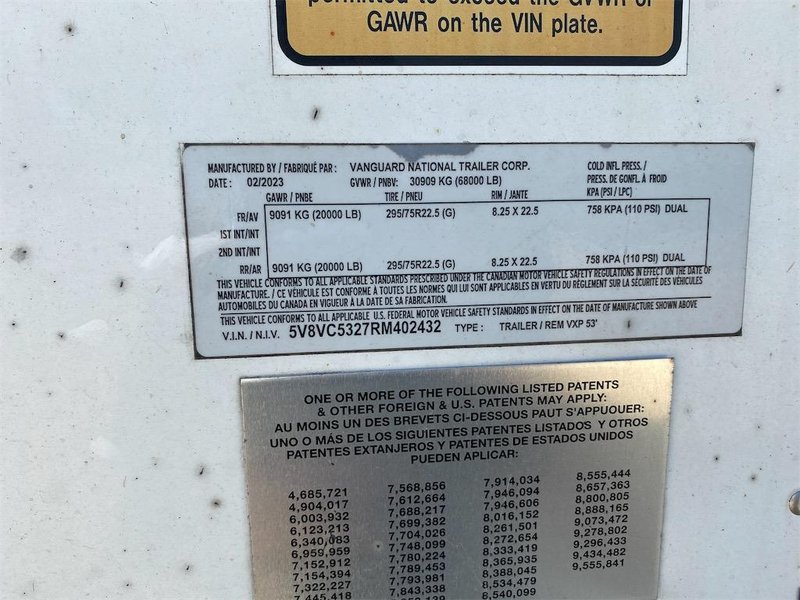 permitted to exceed the GVWR or
GAWR on the VIN plate.
MANUFACTURED BY / FABRIQUÉ PAR : VANGUARD NATIONAL TRAILER CORP. COLD INFL. PRESS. /
DATE : 02/2023 GVWR / PNBV: 30909 KG (68000 LB) PRESS. DE GONFL. À FROID
GAWR / PNBE TIRE / PNEU RIM / JANTE KPA (PSI / LPC)
FR/AV 9091 KG (20000 LB) 295/75R22.5 (G) 8.25 X 22.5 758 KPA (110 PSI) DUAL
1ST INT/INT
2ND INT/INT
RR/AR 9091 KG (20000 LB) 295/75R22.5 (G) 8.25 X 22.5 758 KPA (110 PSI) DUAL
THIS VEHICLE CONFORMS TO ALL APPLICABLE STANDARDS PRESCRIBED UNDER THE CANADIAN MOTOR VEHICLE SAFETY REGULATIONS IN EFFECT ON THE DATE OF
MANUFACTURE. / CE VÉHICULE EST CONFORME À TOUTES LES NORMES QUI LUI SONT APPLICABLES EN VERTU DU RÈGLEMENT SUR LA SÉCURITÉ DES VÉHICULES
AUTOMOBILES DU CANADA EN VIGUEUR À LA DATE DE SA FABRICATION.
THIS VEHICLE CONFORMS TO ALL APPLICABLE U.S. FEDERAL MOTOR VEHICLE SAFETY STANDARDS IN EFFECT ON THE DATE OF MANUFACTURE SHOWN ABOVE
V.I.N. / N.I.V. 5V8VC5327RM402432 TYPE : TRAILER / REM VXP 53'
ONE OR MORE OF THE FOLLOWING LISTED PATENTS
& OTHER FOREIGN & U.S. PATENTS MAY APPLY:
AU MOINS UN DES BREVETS CI-DESSOUS PAUT S'APPUOUER:
UNO O MÁS DE LOS SIGUIENTES PATENTES LISTADOS Y OTROS
PATENTES EXTANJEROS Y PATENTES DE ESTADOS UNIDOS
PUEDEN APLICAR:
4,685,721 7,568,856 7,914,034 8,555,444
4,904,017 7,612,664 7,946,094 8,657,363
6,003,932 7,688,217 7,946,606 8,800,805
6,123,213 7,699,382 8,016,152 8,888,165
6,340,083 7,704,026 8,261,501 9,073,472
6,959,959 7,748,099 8,272,654 9,278,802
7,152,912 7,780,224 8,333,419 9,296,433
7,154,394 7,789,453 8,365,935 9,434,482
7,322,227 7,793,981 8,388,045 9,555,841
7,445,418 7,843,338 8,534,479
8,540,099